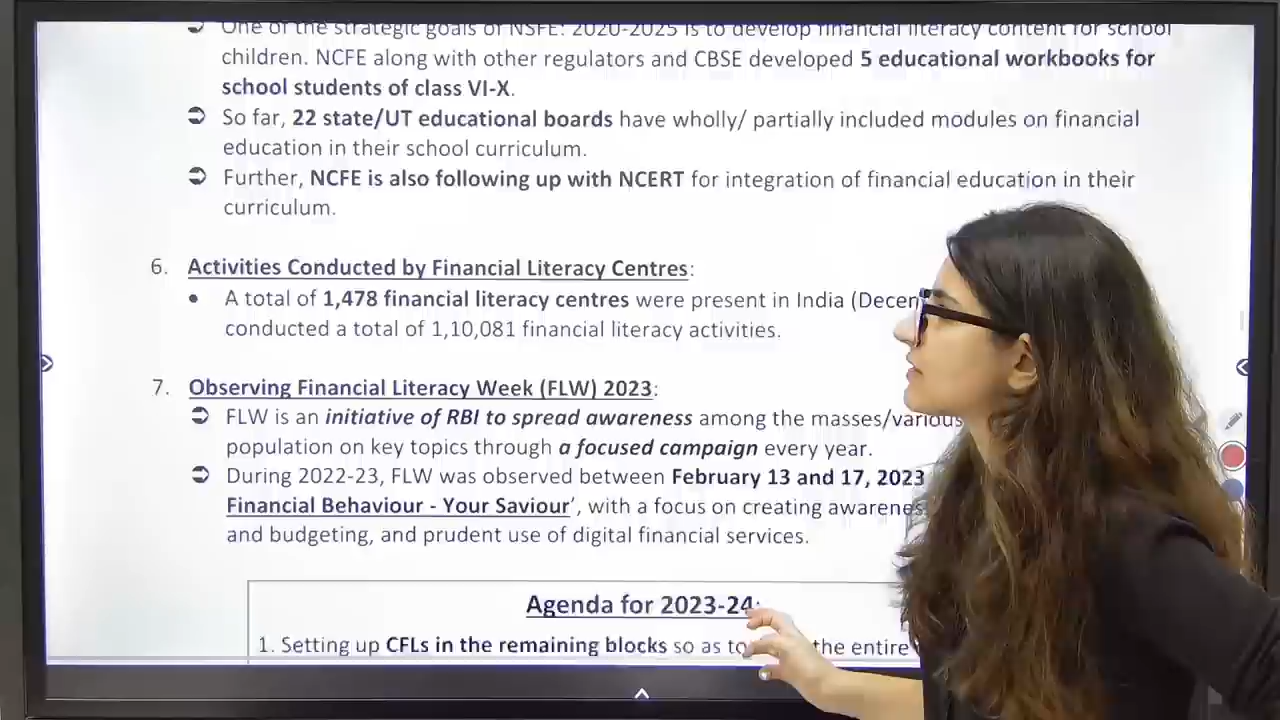 One of the strategic goals of NSFE: 2020-2025 is to develop financial literacy content for school
children. NCFE along with other regulators and CBSE developed 5 educational workbooks for
school students of class VI-X.
So far, 22 state/UT educational boards have wholly/ partially included modules on financial
education in their school curriculum.
Further, NCFE is also following up with NCERT for integration of financial education in their
curriculum.
6. Activities Conducted by Financial Literacy Centres:
• A total of 1,478 financial literacy centres were present in India (Decem
conducted a total of 1,10,081 financial literacy activities.
7. Observing Financial Literacy Week (FLW) 2023:
FLW is an initiative of RBI to spread awareness among the masses/various
population on key topics through a focused campaign every year.
During 2022-23, FLW was observed between February 13 and 17, 2023
Financial Behaviour - Your Saviour’, with a focus on creating awarenes
and budgeting, and prudent use of digital financial services.
Agenda for 2023-24:
1. Setting up CFLs in the remaining blocks so as to the entire